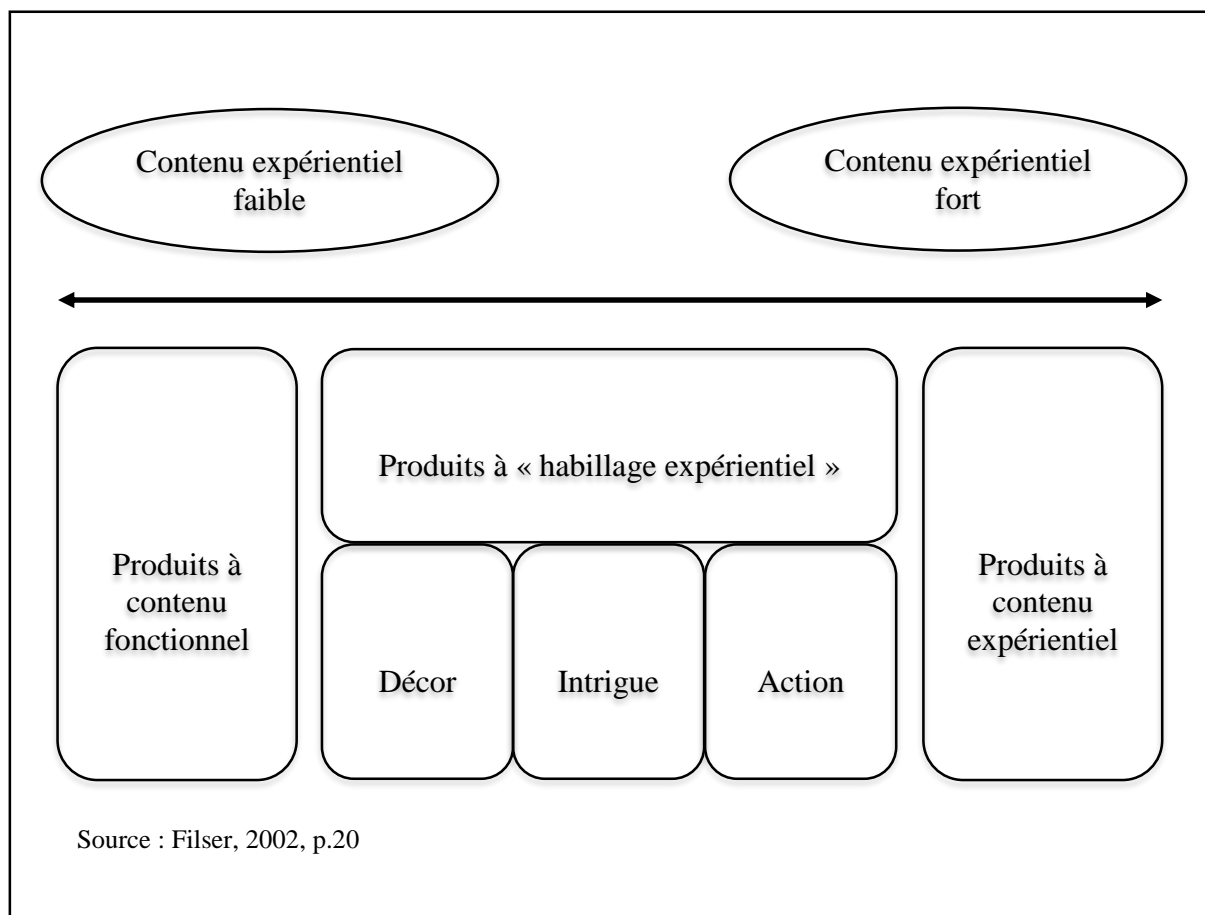 Contenu expérientiel
faible
Contenu expérientiel
fort
Produits à
contenu
fonctionnel
Produits à « habillage expérientiel »
Décor
Intrigue
Action
Produits à
contenu
expérientiel
Source : Filser, 2002, p.20